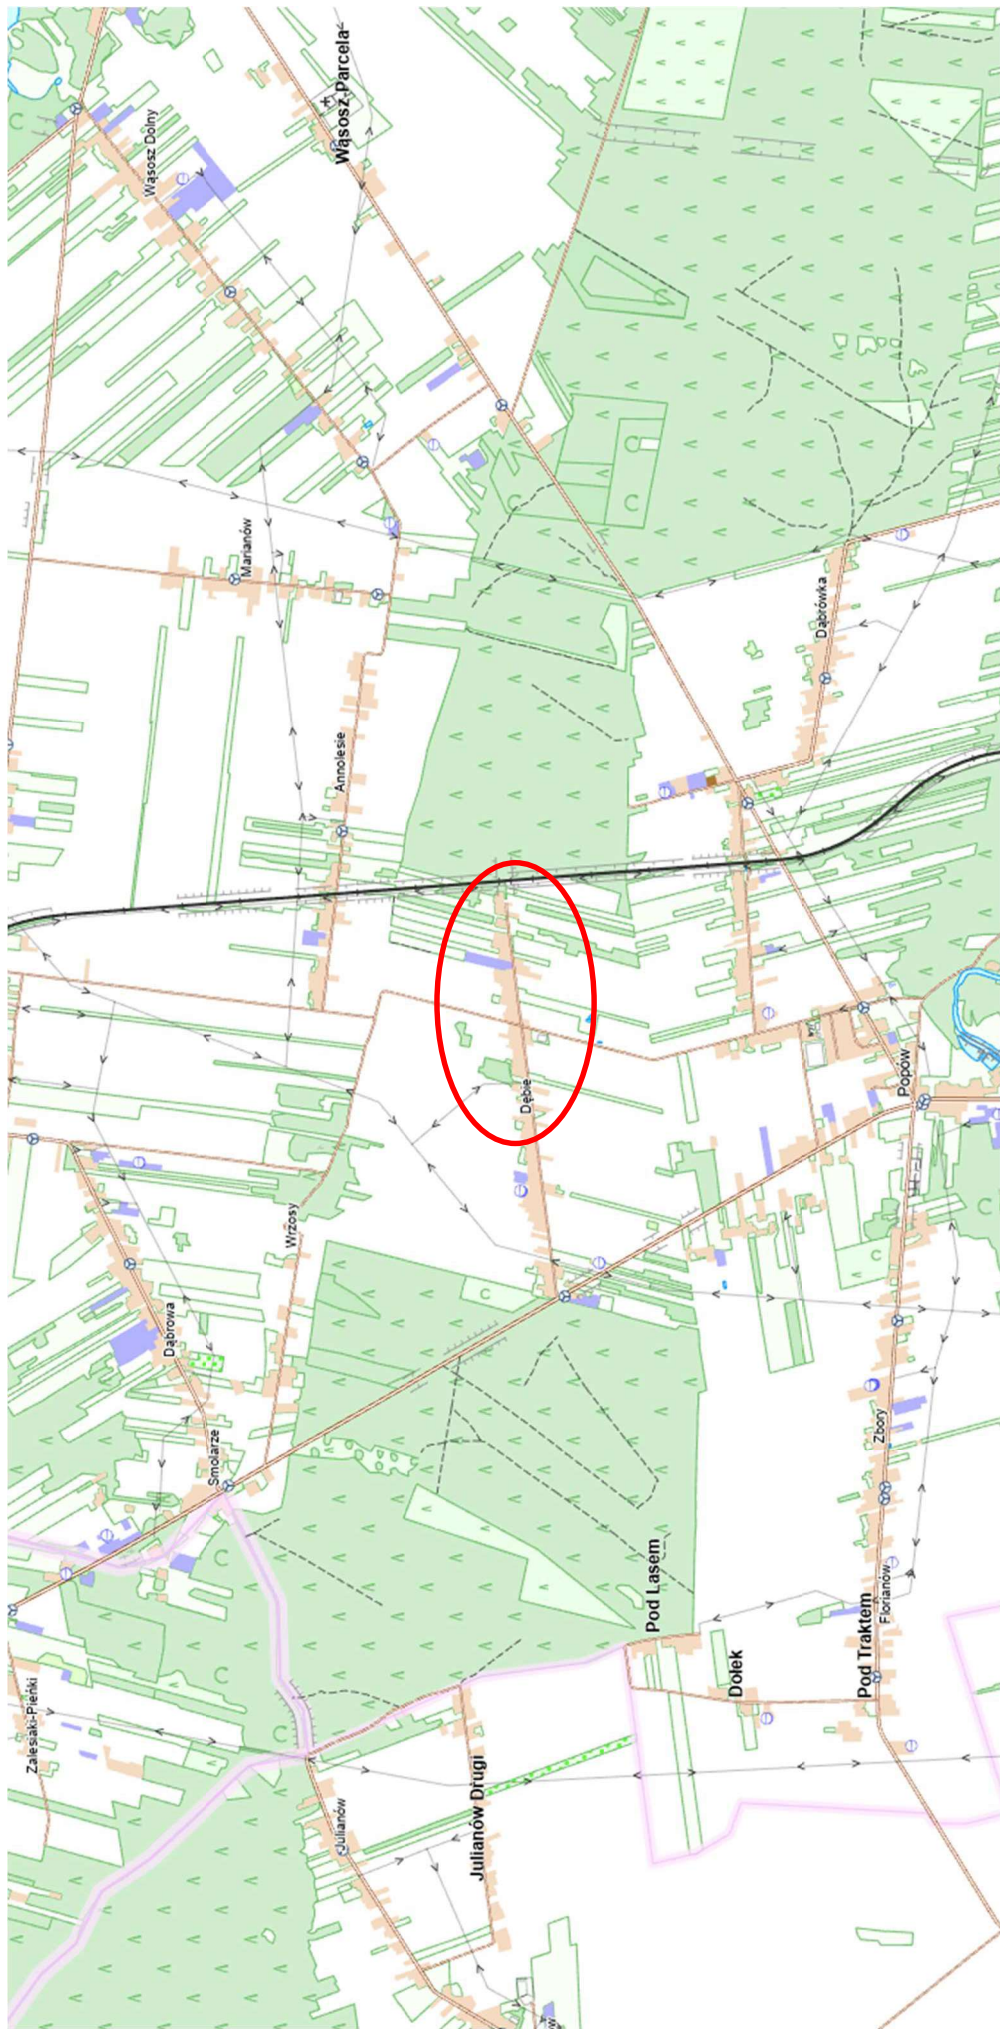 Zalesiaki-Pieńki
Julianów
Julianów Drugi
Smolarze
Dąbrowa
Wrzosy
Pod Lasem
Dołek
Pod Traktem
Florianów
Zbory
Dębie
Popów
Annolesie
Marianów
Dąbrówka
Wąsosz Dolny
Wąsosz-Parcela